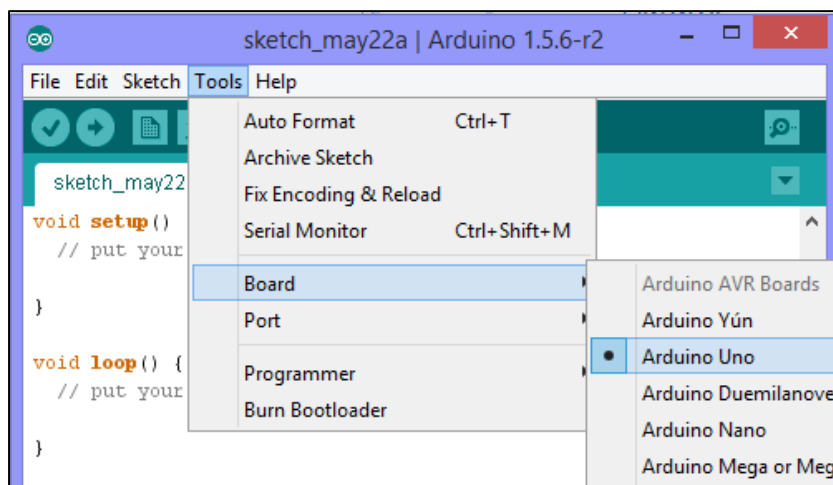 sketch_may22a | Arduino 1.5.6-r2
File Edit Sketch Tools Help
sketch_may22
void setup()
// put your
}
void loop() {
// put your
}
Auto Format Ctrl+T
Archive Sketch
Fix Encoding & Reload
Serial Monitor Ctrl+Shift+M
Board
Port
Programmer
Burn Bootloader
Arduino AVR Boards
Arduino Yún
Arduino Uno
Arduino Duemilanove
Arduino Nano
Arduino Mega or Meg